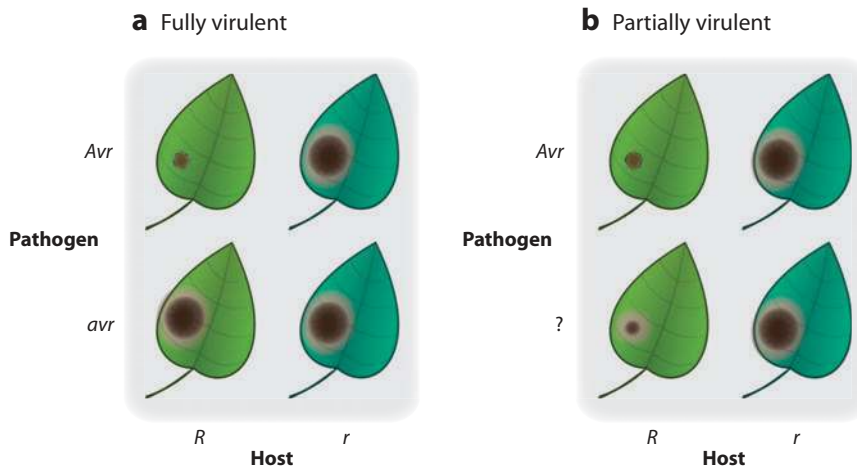 a Fully virulent
b Partially virulent
Avr
Avr
Pathogen
Pathogen
avr
?
R
r
R
r
Host
Host